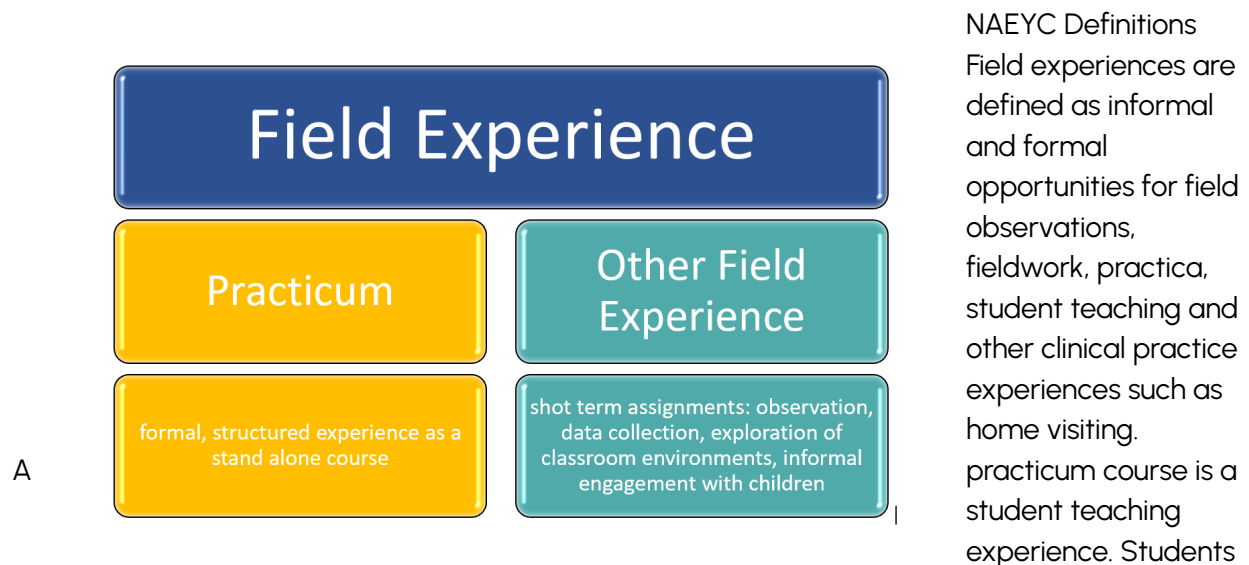 Field Experience
Practicum
Other Field
Experience
formal, structured experience as a
stand alone course
shot term assignments: observation,
data collection, exploration of
classroom environments, informal
engagement with children
A
NAEYC Definitions
Field experiences are
defined as informal
and formal
opportunities for field
observations,
fieldwork, practica,
student teaching and
other clinical practice
experiences such as
home visiting.
practicum course is a
student teaching
experience. Students